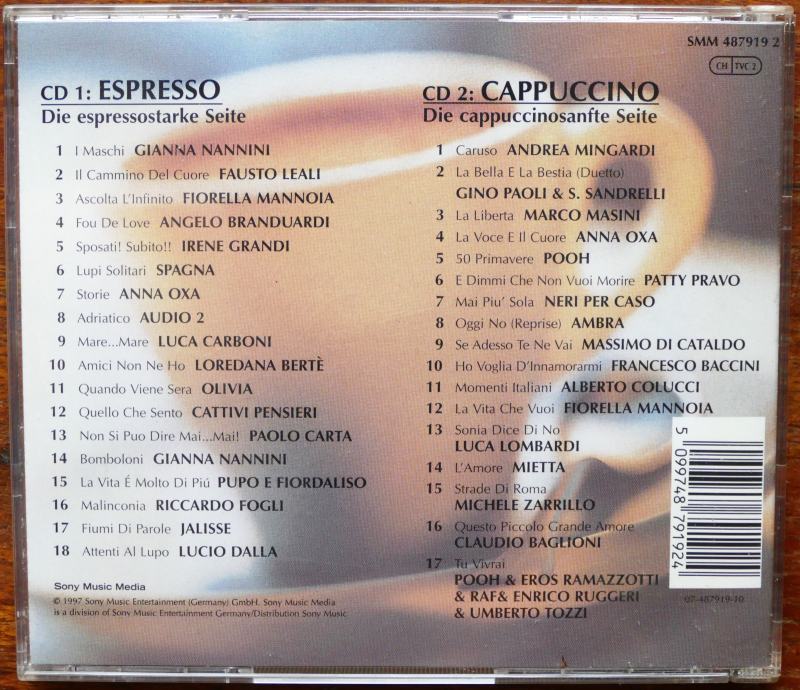 SMM 487919 2
CH TVC 2
CD 1: ESPRESSO
Die espressostarke Seite
1 I Maschi GIANNA NANNINI
2 Il Cammino Del Cuore FAUSTO LEALI
3 Ascolta L'Infinito FIORELLA MANNOIA
4 Fou De Love ANGELO BRANDUARDI
5 Sposati! Subito!! IRENE GRANDI
6 Lupi Solitari SPAGNA
7 Storie ANNA OXA
8 Adriatico AUDIO 2
9 Mare...Mare LUCA CARBONI
10 Amici Non Ne Ho LOREDANA BERTÈ
11 Quando Viene Sera OLIVIA
12 Quello Che Sento CATTIVI PENSIERI
13 Non Si Puo Dire Mai...Mai! PAOLO CARTA
14 Bomboloni GIANNA NANNINI
15 La Vita É Molto Di Piú PUPO E FIORDALISO
16 Malinconia RICCARDO FOGLI
17 Fiumi Di Parole JALISSE
18 Attenti Al Lupo LUCIO DALLA
Sony Music Media
© 1997 Sony Music Entertainment (Germany) GmbH. Sony Music Media
is a division of Sony Music Entertainment Germany/Distribution Sony Music
CD 2: CAPPUCCINO
Die cappuccinosanfte Seite
1 Caruso ANDREA MINGARDI
2 La Bella E La Bestia (Duetto)
GINO PAOLI & S. SANDRELLI
3 La Liberta MARCO MASINI
4 La Voce E Il Cuore ANNA OXA
5 50 Primavere POOH
6 E Dimmi Che Non Vuoi Morire PATTY PRAVO
7 Mai Piu' Sola NERI PER CASO
8 Oggi No (Reprise) AMBRA
9 Se Adesso Te Ne Vai MASSIMO DI CATALDO
10 Ho Voglia D'Innamorarmi FRANCESCO BACCINI
11 Momenti Italiani ALBERTO COLUCCI
12 La Vita Che Vuoi FIORELLA MANNOIA
13 Sonia Dice Di No
LUCA LOMBARDI
14 L'Amore MIETTA
15 Strade Di Roma
MICHELE ZARRILLO
16 Questo Piccolo Grande Amore
CLAUDIO BAGLIONI
17 Tu Vivrai
POOH & EROS RAMAZZOTTI
& RAF& ENRICO RUGGERI
& UMBERTO TOZZI
5 099748 791924
07-487919-10